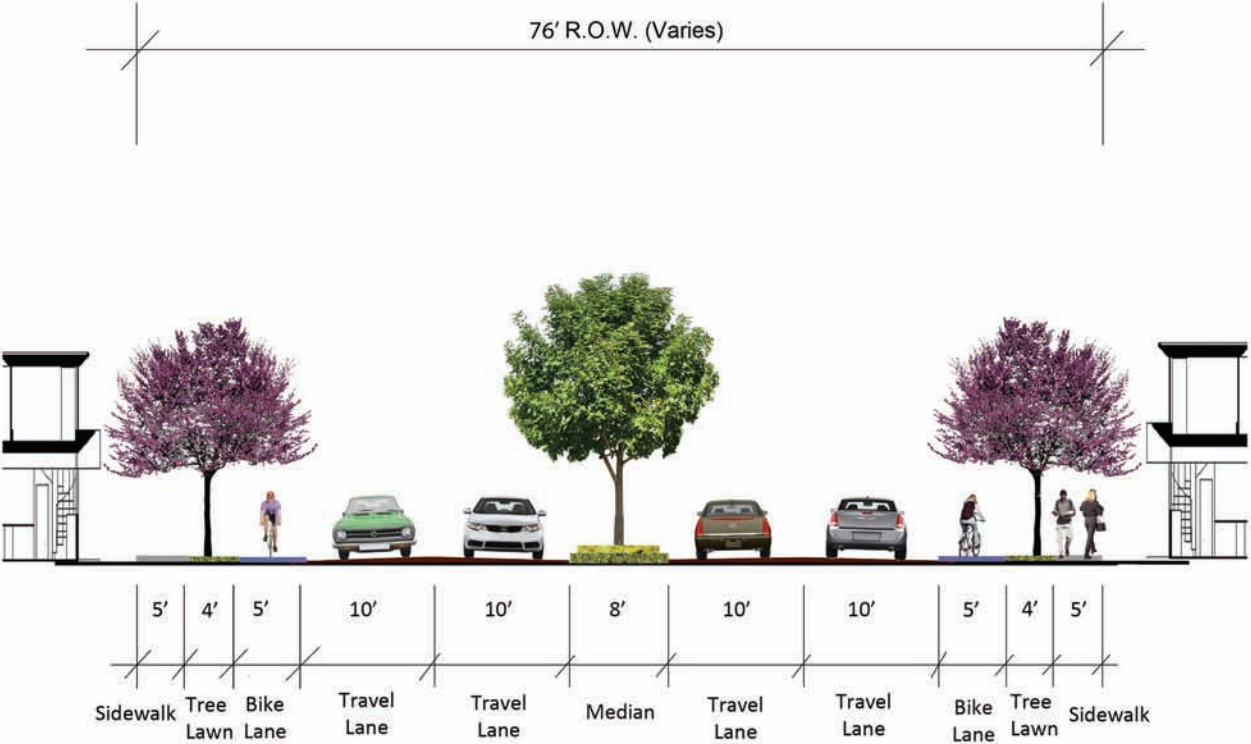 76' R.O.W. (Varies)
5' 4' 5' 10' 10' 8' 10' 10' 5' 4' 5'
Sidewalk
Tree
Lawn
Bike
Lane
Travel
Lane
Travel
Lane
Median
Travel
Lane
Travel
Lane
Bike
Lane
Tree
Lawn
Sidewalk